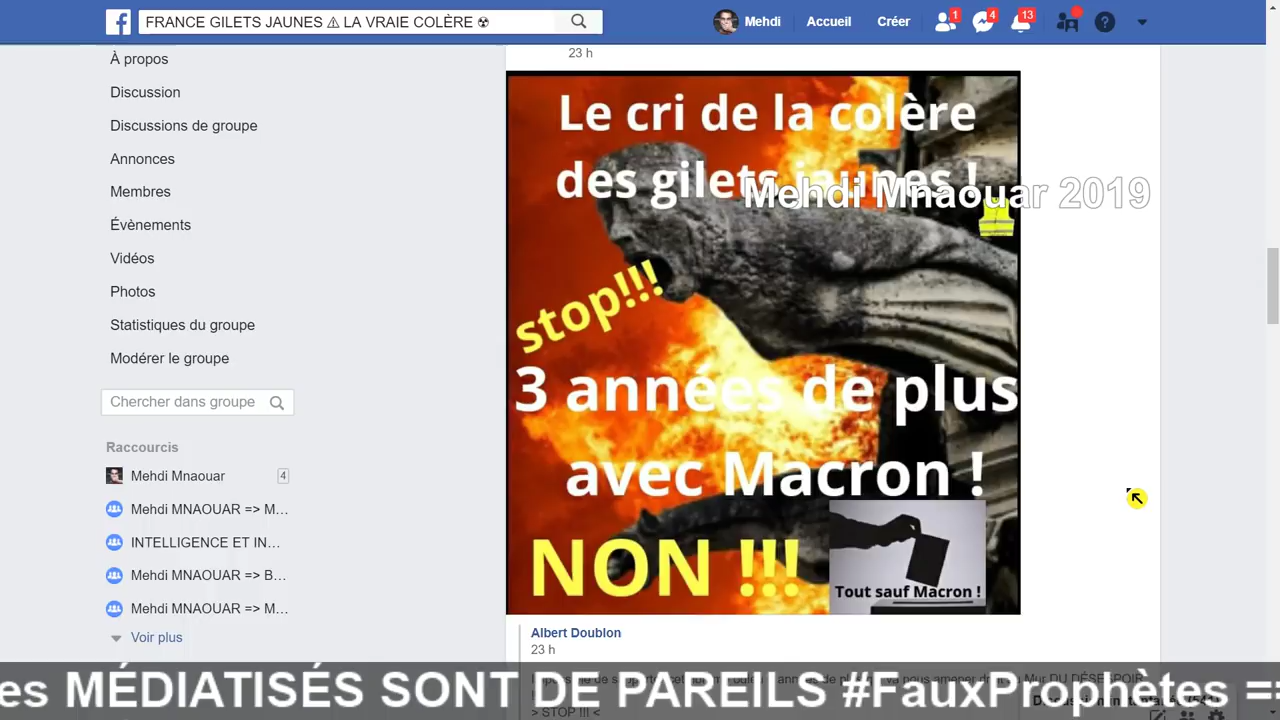 FRANCE GILETS JAUNES ⚠ LA VRAIE COLÈRE ☢
Mehdi
Accueil
Créer
1
4
13
À propos
Discussion
Discussions de groupe
Annonces
Membres
Évènements
Vidéos
Photos
Statistiques du groupe
Modérer le groupe
Chercher dans groupe
Raccourcis
Mehdi Mnaouar 4
Mehdi MNAOUAR => M...
INTELLIGENCE ET IN...
Mehdi MNAOUAR => B...
Mehdi MNAOUAR => M...
Voir plus
23 h
Le cri de la colère
des gilets jaunes !
Mehdi Mnaouar 2019
stop!!!
3 années de plus
avec Macron !
NON !!!
Tout sauf Macron !
Albert Doublon
23 h
es MÉDIATISÉS SONT DE PAREILS #FauxProphètes ==
> STOP !!! <